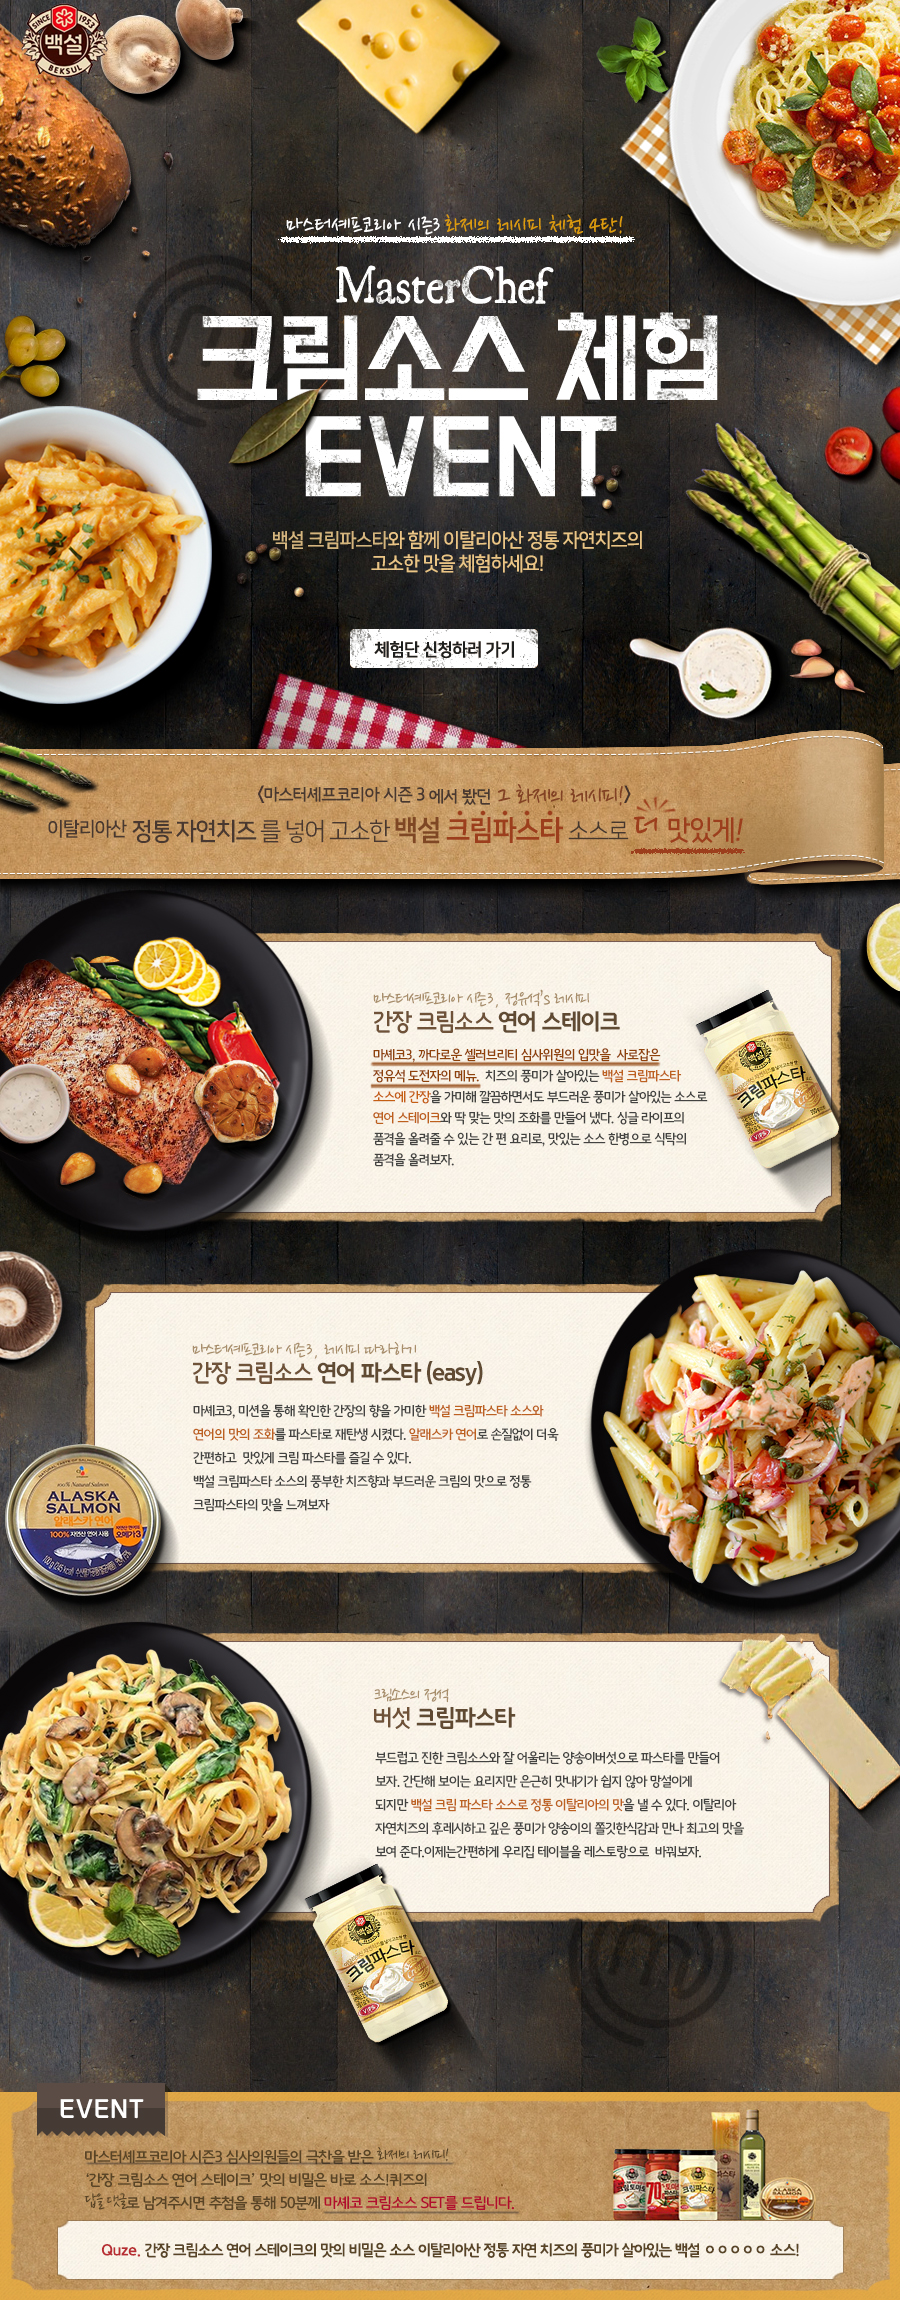 SINCE 1953
백설
BEKSUL
마스터셰프코리아 시즌3 화제의 레시피 체험 4탄!
MasterChef
크림소스 체험
EVENT
백설 크림파스타와 함께 이탈리아산 정통 자연치즈의
고소한 맛을 체험하세요!
체험단 신청하러 가기
<마스터셰프코리아 시즌 3 에서 봤던 그 화제의 레시피!>
이탈리아산 정통 자연치즈 를 넣어 고소한 백설 크림파스타 소스로 더 맛있게!
마스터셰프코리아 시즌3, 정유석's 레시피
간장 크림소스 연어 스테이크
마셰코3, 까다로운 셀러브리티 심사위원의 입맛을 사로잡은
정유석 도전자의 메뉴. 치즈의 풍미가 살아있는 백설 크림파스타
소스에 간장을 가미해 깔끔하면서도 부드러운 풍미가 살아있는 소스로
연어 스테이크와 딱 맞는 맛의 조화를 만들어 냈다. 싱글 라이프의
품격을 올려줄 수 있는 간 편 요리로, 맛있는 소스 한병으로 식탁의
품격을 올려보자.
백설
크림파스타
마스터셰프코리아 시즌3, 레시피 따라하기
간장 크림소스 연어 파스타 (easy)
마셰코3, 미션을 통해 확인한 간장의 향을 가미한 백설 크림파스타 소스와
연어의 맛의 조화를 파스타로 재탄생 시켰다. 알래스카 연어로 손질없이 더욱
간편하고 맛있게 크림 파스타를 즐길 수 있다.
백설 크림파스타 소스의 풍부한 치즈향과 부드러운 크림의 맛으로 정통
크림파스타의 맛을 느껴보자
100% Natural Salmon
ALASKA
SALMON
알래스카 연어
100% 자연산 연어 사용
오메가3
크림소스의 정석
버섯 크림파스타
부드럽고 진한 크림소스와 잘 어울리는 양송이버섯으로 파스타를 만들어
보자. 간단해 보이는 요리지만 은근히 맛내기가 쉽지 않아 망설이게
되지만 백설 크림 파스타 소스로 정통 이탈리아의 맛을 낼 수 있다. 이탈리아
자연치즈의 후레시하고 깊은 풍미가 양송이의 쫄깃한식감과 만나 최고의 맛을
보여 준다.이제는간편하게 우리집 테이블을 레스토랑으로 바꿔보자.
백설
크림파스타
EVENT
마스터셰프코리아 시즌3 심사의원들의 극찬을 받은 화제의 레시피!
'간장 크림소스 연어 스테이크' 맛의 비밀은 바로 소스!퀴즈의
답을 댓글로 남겨주시면 추첨을 통해 50분께 마셰코 크림소스 SET를 드립니다.
Quze. 간장 크림소스 연어 스테이크의 맛의 비밀은 소스 이탈리아산 정통 자연 치즈의 풍미가 살아있는 백설 ㅇㅇㅇㅇㅇ 소스!